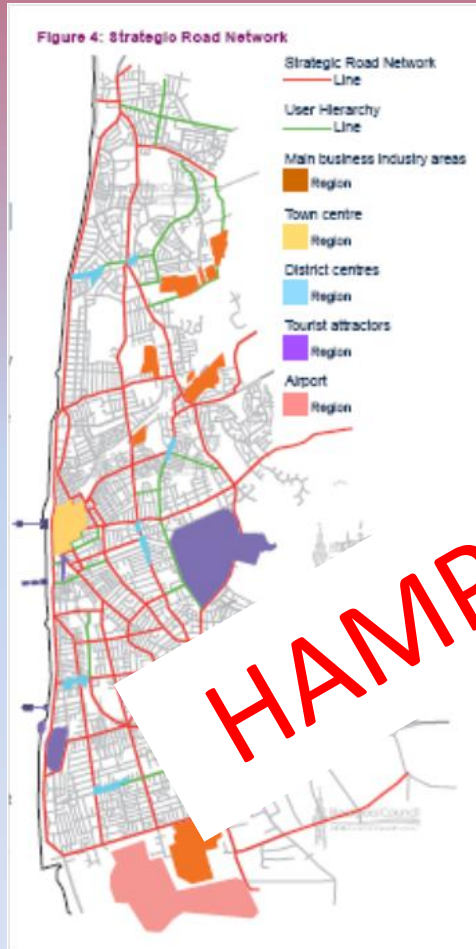 Figure 4: Strategic Road Network
Strategic Road Network
Line
User Hierarchy
Line
Main business industry areas
Region
Town centre
Region
District centres
Region
Tourist attractors
Region
Airport
Region
HAMP
Council